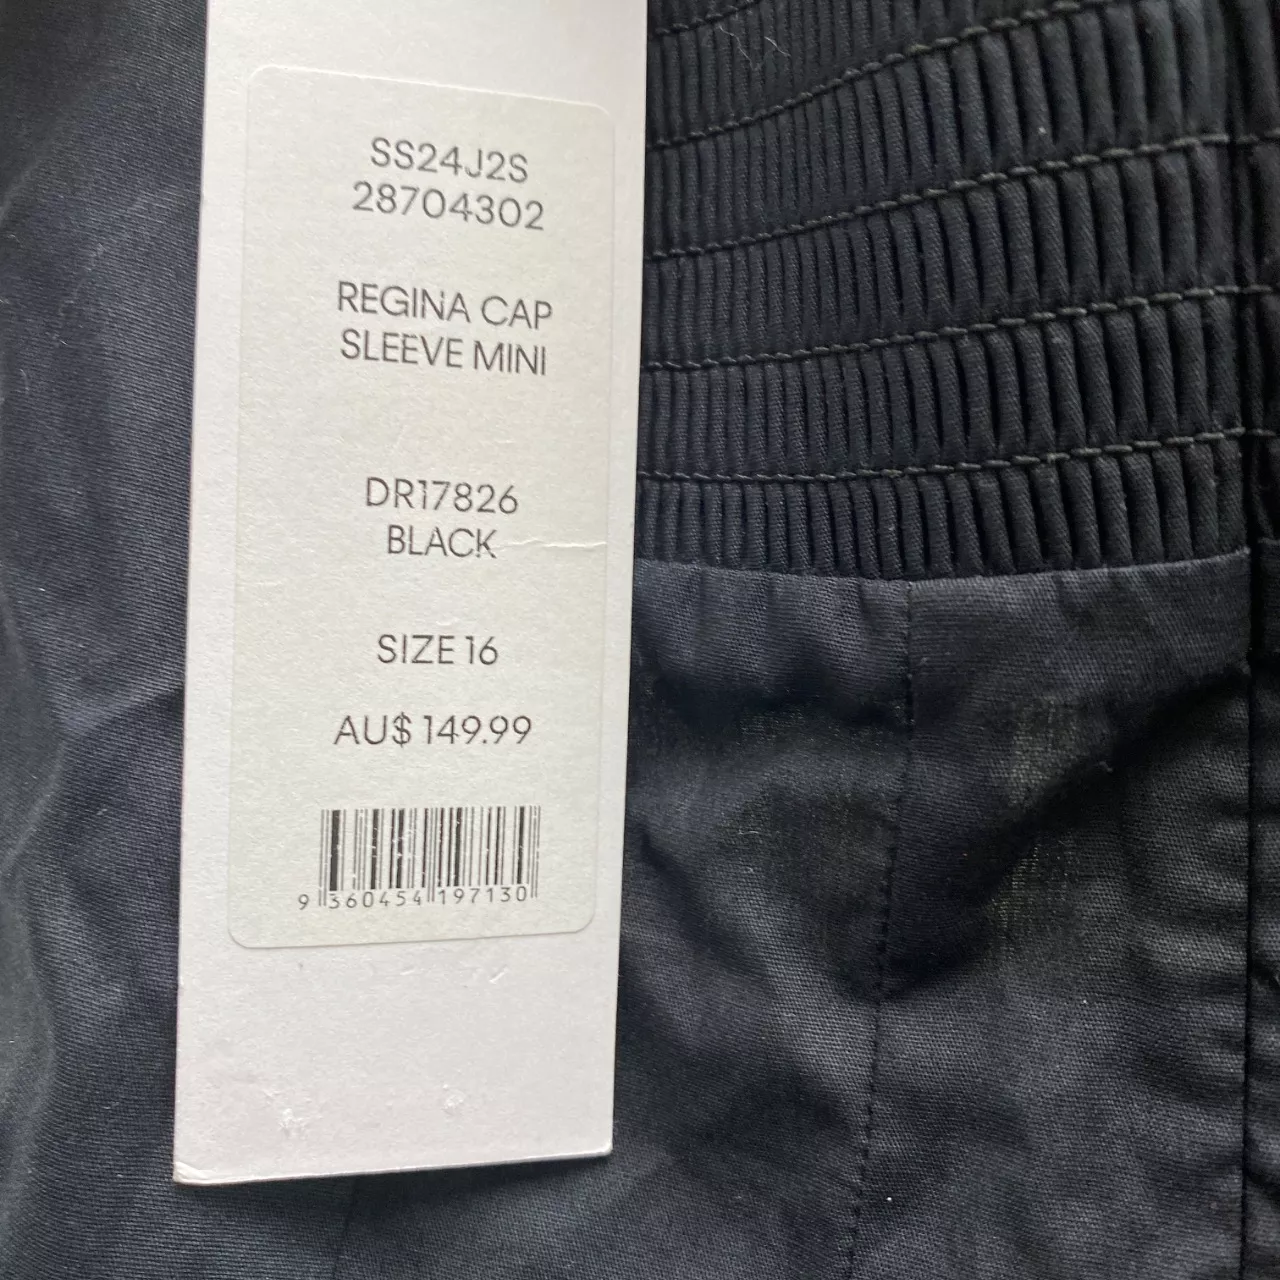 SS24J2S
28704302
REGINA CAP
SLEEVE MINI
DR17826
BLACK
SIZE 16
AU$ 149.99
9 360454 197130